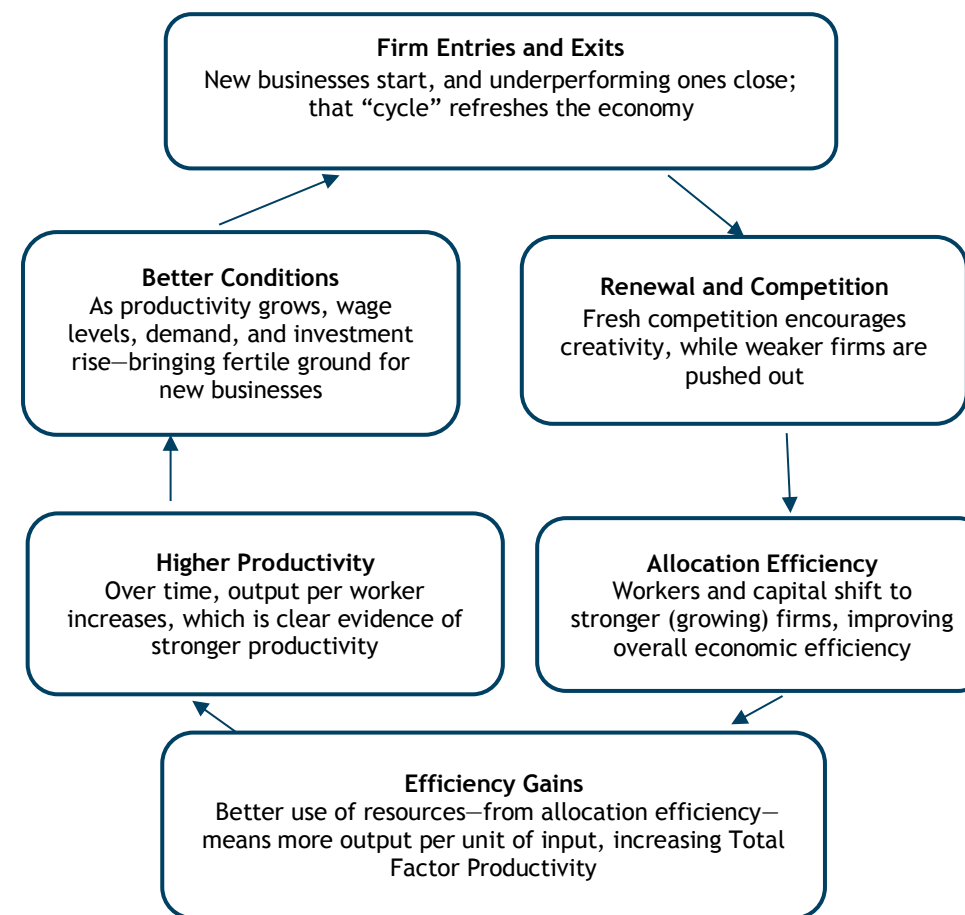 Firm Entries and Exits
New businesses start, and underperforming ones close;
that “cycle” refreshes the economy
Renewal and Competition
Fresh competition encourages
creativity, while weaker firms are
pushed out
Allocation Efficiency
Workers and capital shift to
stronger (growing) firms, improving
overall economic efficiency
Efficiency Gains
Better use of resources—from allocation efficiency—
means more output per unit of input, increasing Total
Factor Productivity
Higher Productivity
Over time, output per worker
increases, which is clear evidence of
stronger productivity
Better Conditions
As productivity grows, wage
levels, demand, and investment
rise—bringing fertile ground for
new businesses